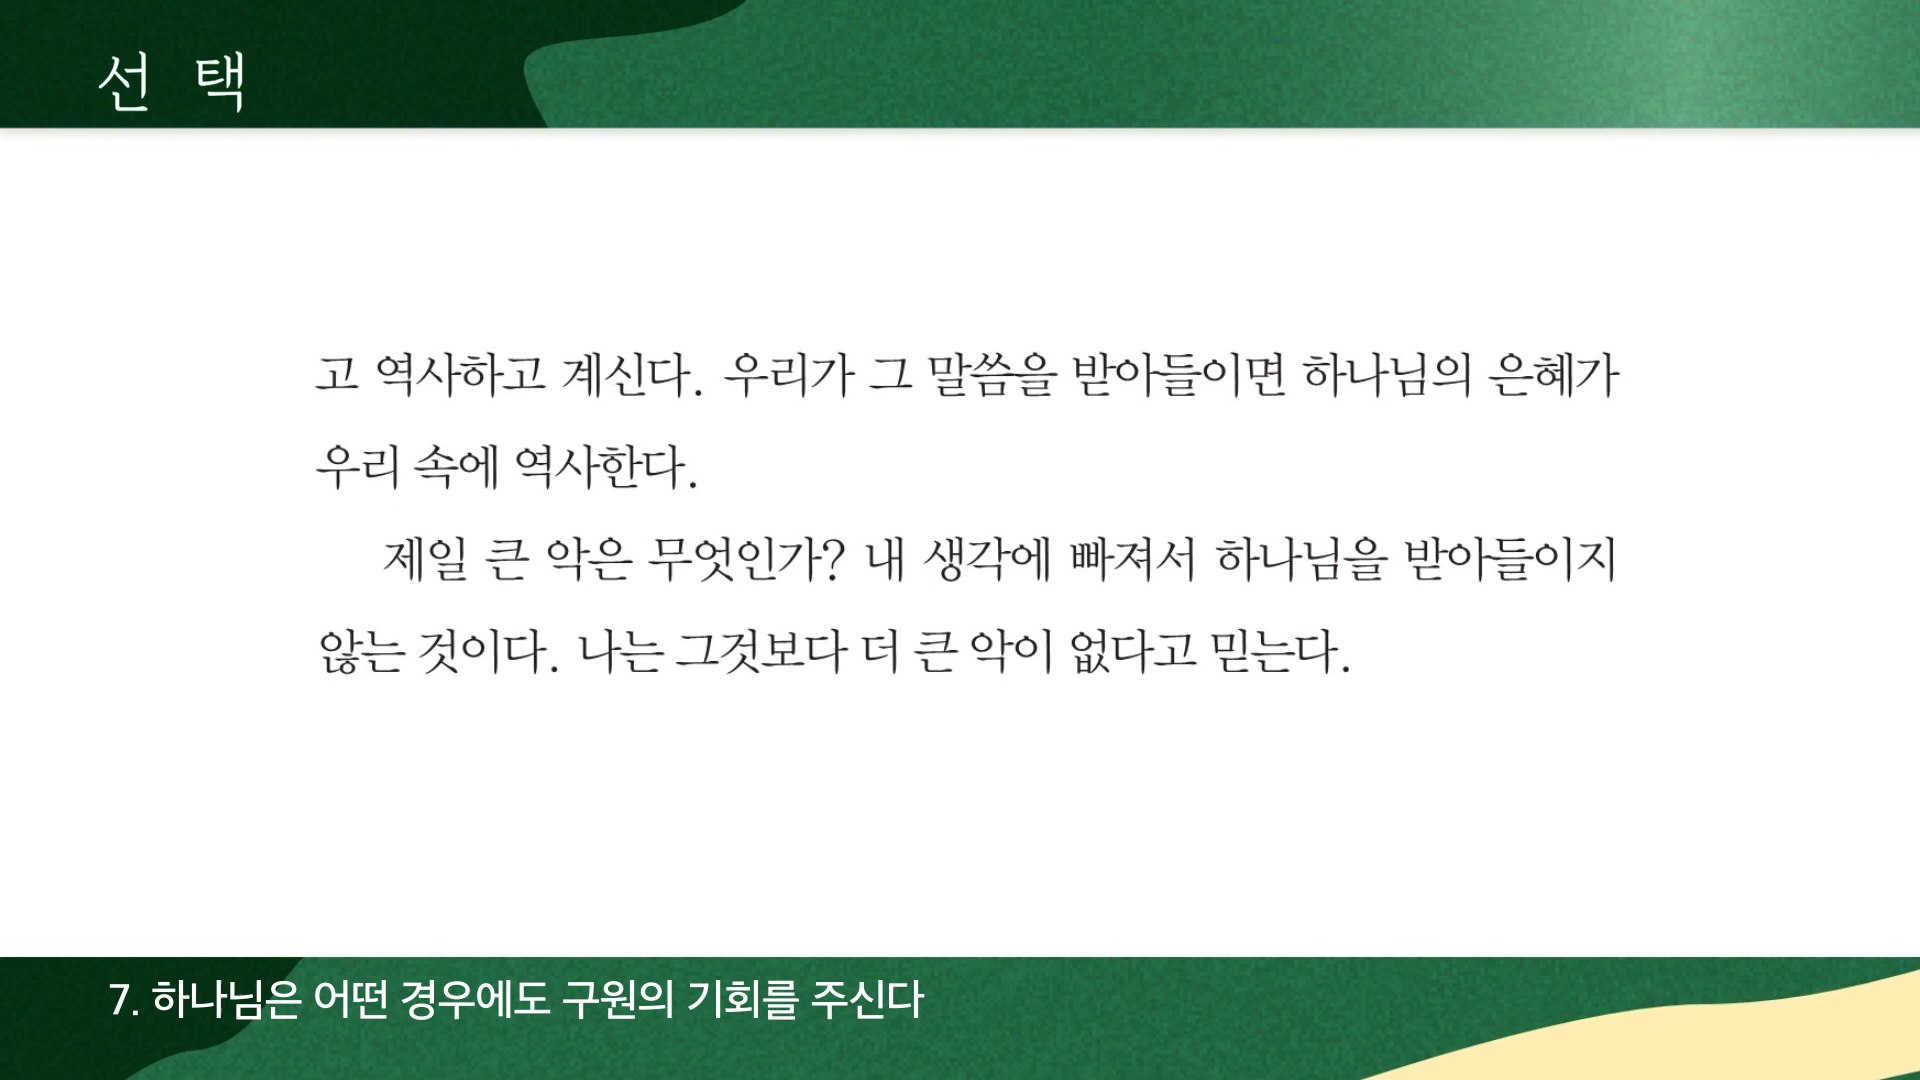 선 택
고 역사하고 계신다. 우리가 그 말씀을 받아들이면 하나님의 은혜가
우리 속에 역사한다.
제일 큰 악은 무엇인가? 내 생각에 빠져서 하나님을 받아들이지
않는 것이다. 나는 그것보다 더 큰 악이 없다고 믿는다.
7. 하나님은 어떤 경우에도 구원의 기회를 주신다